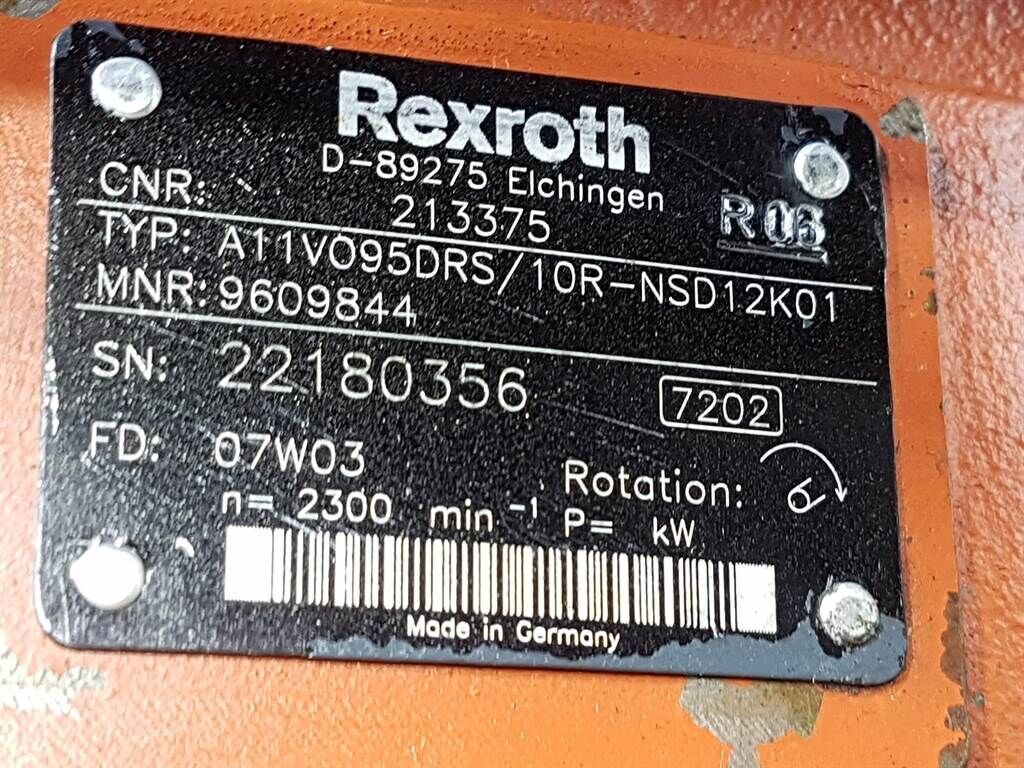 Rexroth
D-89275 Elchingen
CNR: 213375
R 06
TYP: A11VO95DRS/10R-NSD12K01
MNR: 9609844
SN: 22180356
7202
FD: 07W03
Rotation:
n= 2300 min⁻¹ P= kW
Made in Germany